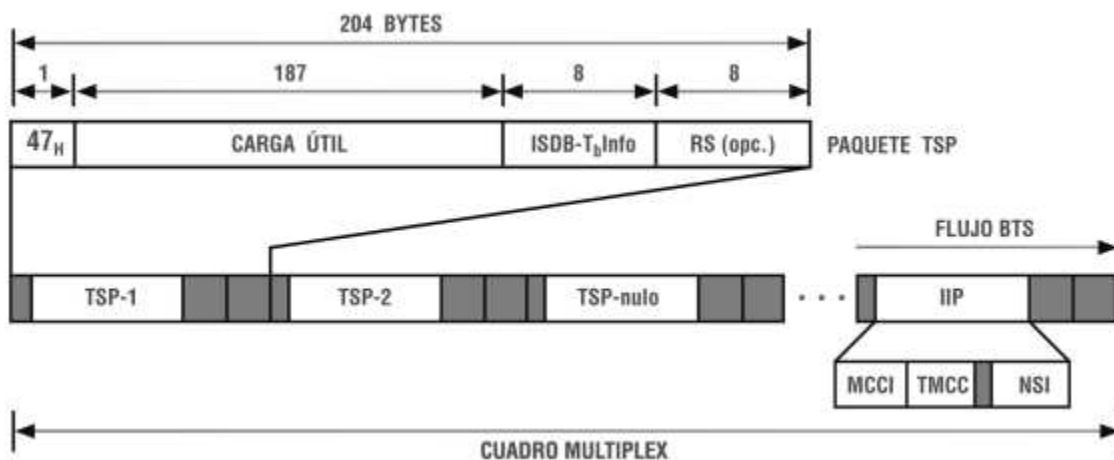 204 BYTES
1 187 8 8
47H CARGA ÚTIL ISDB-TbInfo RS (opc.) PAQUETE TSP
FLUJO BTS
TSP-1 TSP-2 TSP-nulo . . . IIP
MCCI TMCC NSI
CUADRO MULTIPLEX